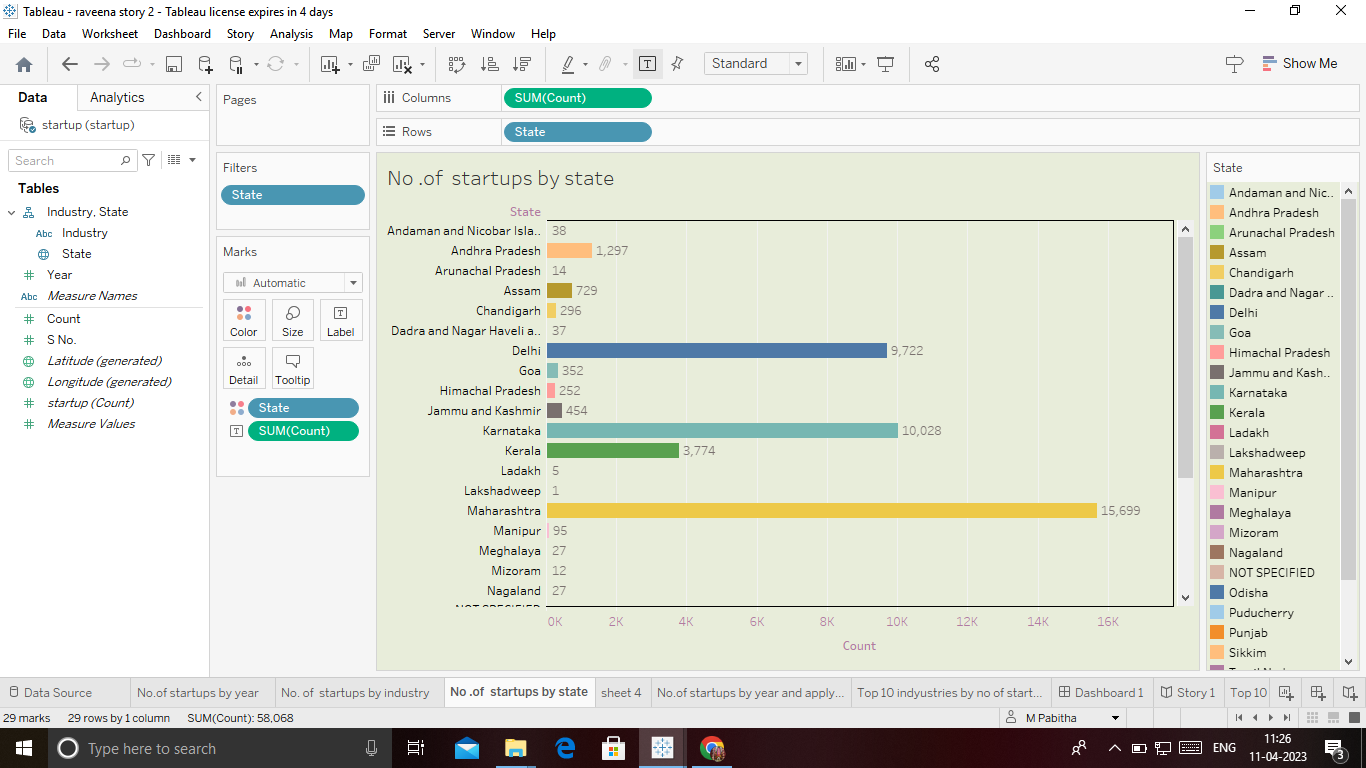 Tableau - raveena story 2 - Tableau license expires in 4 days
File Data Worksheet Dashboard Story Analysis Map Format Server Window Help
Standard
Show Me
Data Analytics
startup (startup)
Search
Tables
Industry, State
Abc Industry
State
Year
Abc Measure Names
Count
S No.
Latitude (generated)
Longitude (generated)
startup (Count)
Measure Values
Pages
Filters
State
Marks
Automatic
Color Size Label
Detail Tooltip
State
SUM(Count)
Columns SUM(Count)
Rows State
No .of startups by state
State
Andaman and Nicobar Isla.. 38
Andhra Pradesh 1,297
Arunachal Pradesh 14
Assam 729
Chandigarh 296
Dadra and Nagar Haveli a.. 37
Delhi 9,722
Goa 352
Himachal Pradesh 252
Jammu and Kashmir 454
Karnataka 10,028
Kerala 3,774
Ladakh 5
Lakshadweep 1
Maharashtra 15,699
Manipur 95
Meghalaya 27
Mizoram 12
Nagaland 27
NOT SPECIFIED
0K 2K 4K 6K 8K 10K 12K 14K 16K
Count
State
Andaman and Nic..
Andhra Pradesh
Arunachal Pradesh
Assam
Chandigarh
Dadra and Nagar ..
Delhi
Goa
Himachal Pradesh
Jammu and Kash..
Karnataka
Kerala
Ladakh
Lakshadweep
Maharashtra
Manipur
Meghalaya
Mizoram
Nagaland
NOT SPECIFIED
Odisha
Puducherry
Punjab
Sikkim
Data Source No.of startups by year No. of startups by industry No .of startups by state sheet 4 No.of startups by year and apply... Top 10 indyustries by no of start... Dashboard 1 Story 1 Top 10
29 marks 29 rows by 1 column SUM(Count): 58,068 M Pabitha
Type here to search
ENG
11:26
11-04-2023
3